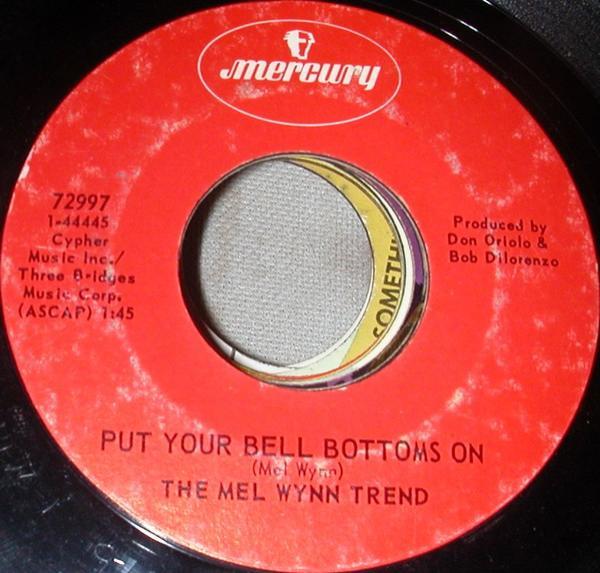 mercury
72997
1-44445
Cypher
Music Inc./
Three Bridges
Music Corp.
(ASCAP) 1:45
Produced by
Don Oriolo &
Bob Dilorenzo
SOMETHI
PUT YOUR BELL BOTTOMS ON
(Mel Wynn)
THE MEL WYNN TREND